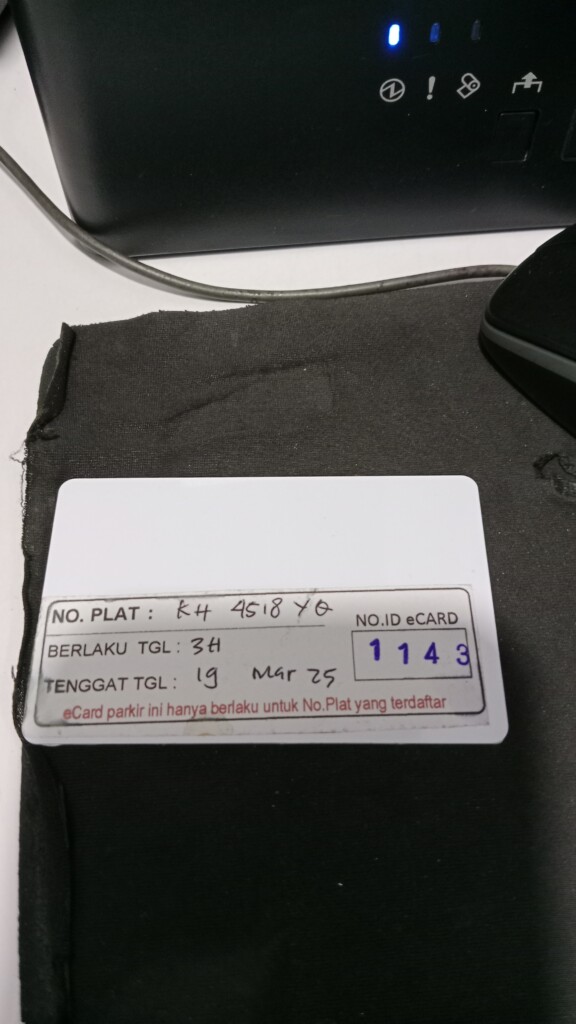 NO. PLAT : KH 4518 YQ
NO.ID eCARD
BERLAKU TGL : 3H
1143
TENGGAT TGL : 19 Mar 25
eCard parkir ini hanya berlaku untuk No.Plat yang terdaftar